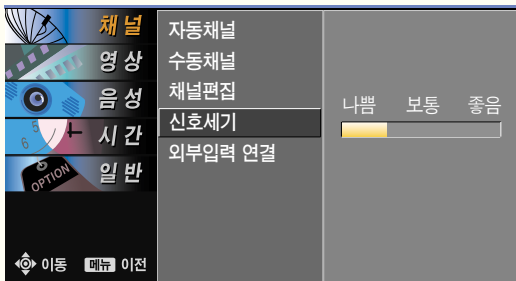 채널
영상
음성
시간
일반
6 5
OPTION
이동 메뉴 이전
자동채널
수동채널
채널편집
신호세기
외부입력 연결
나쁨 보통 좋음